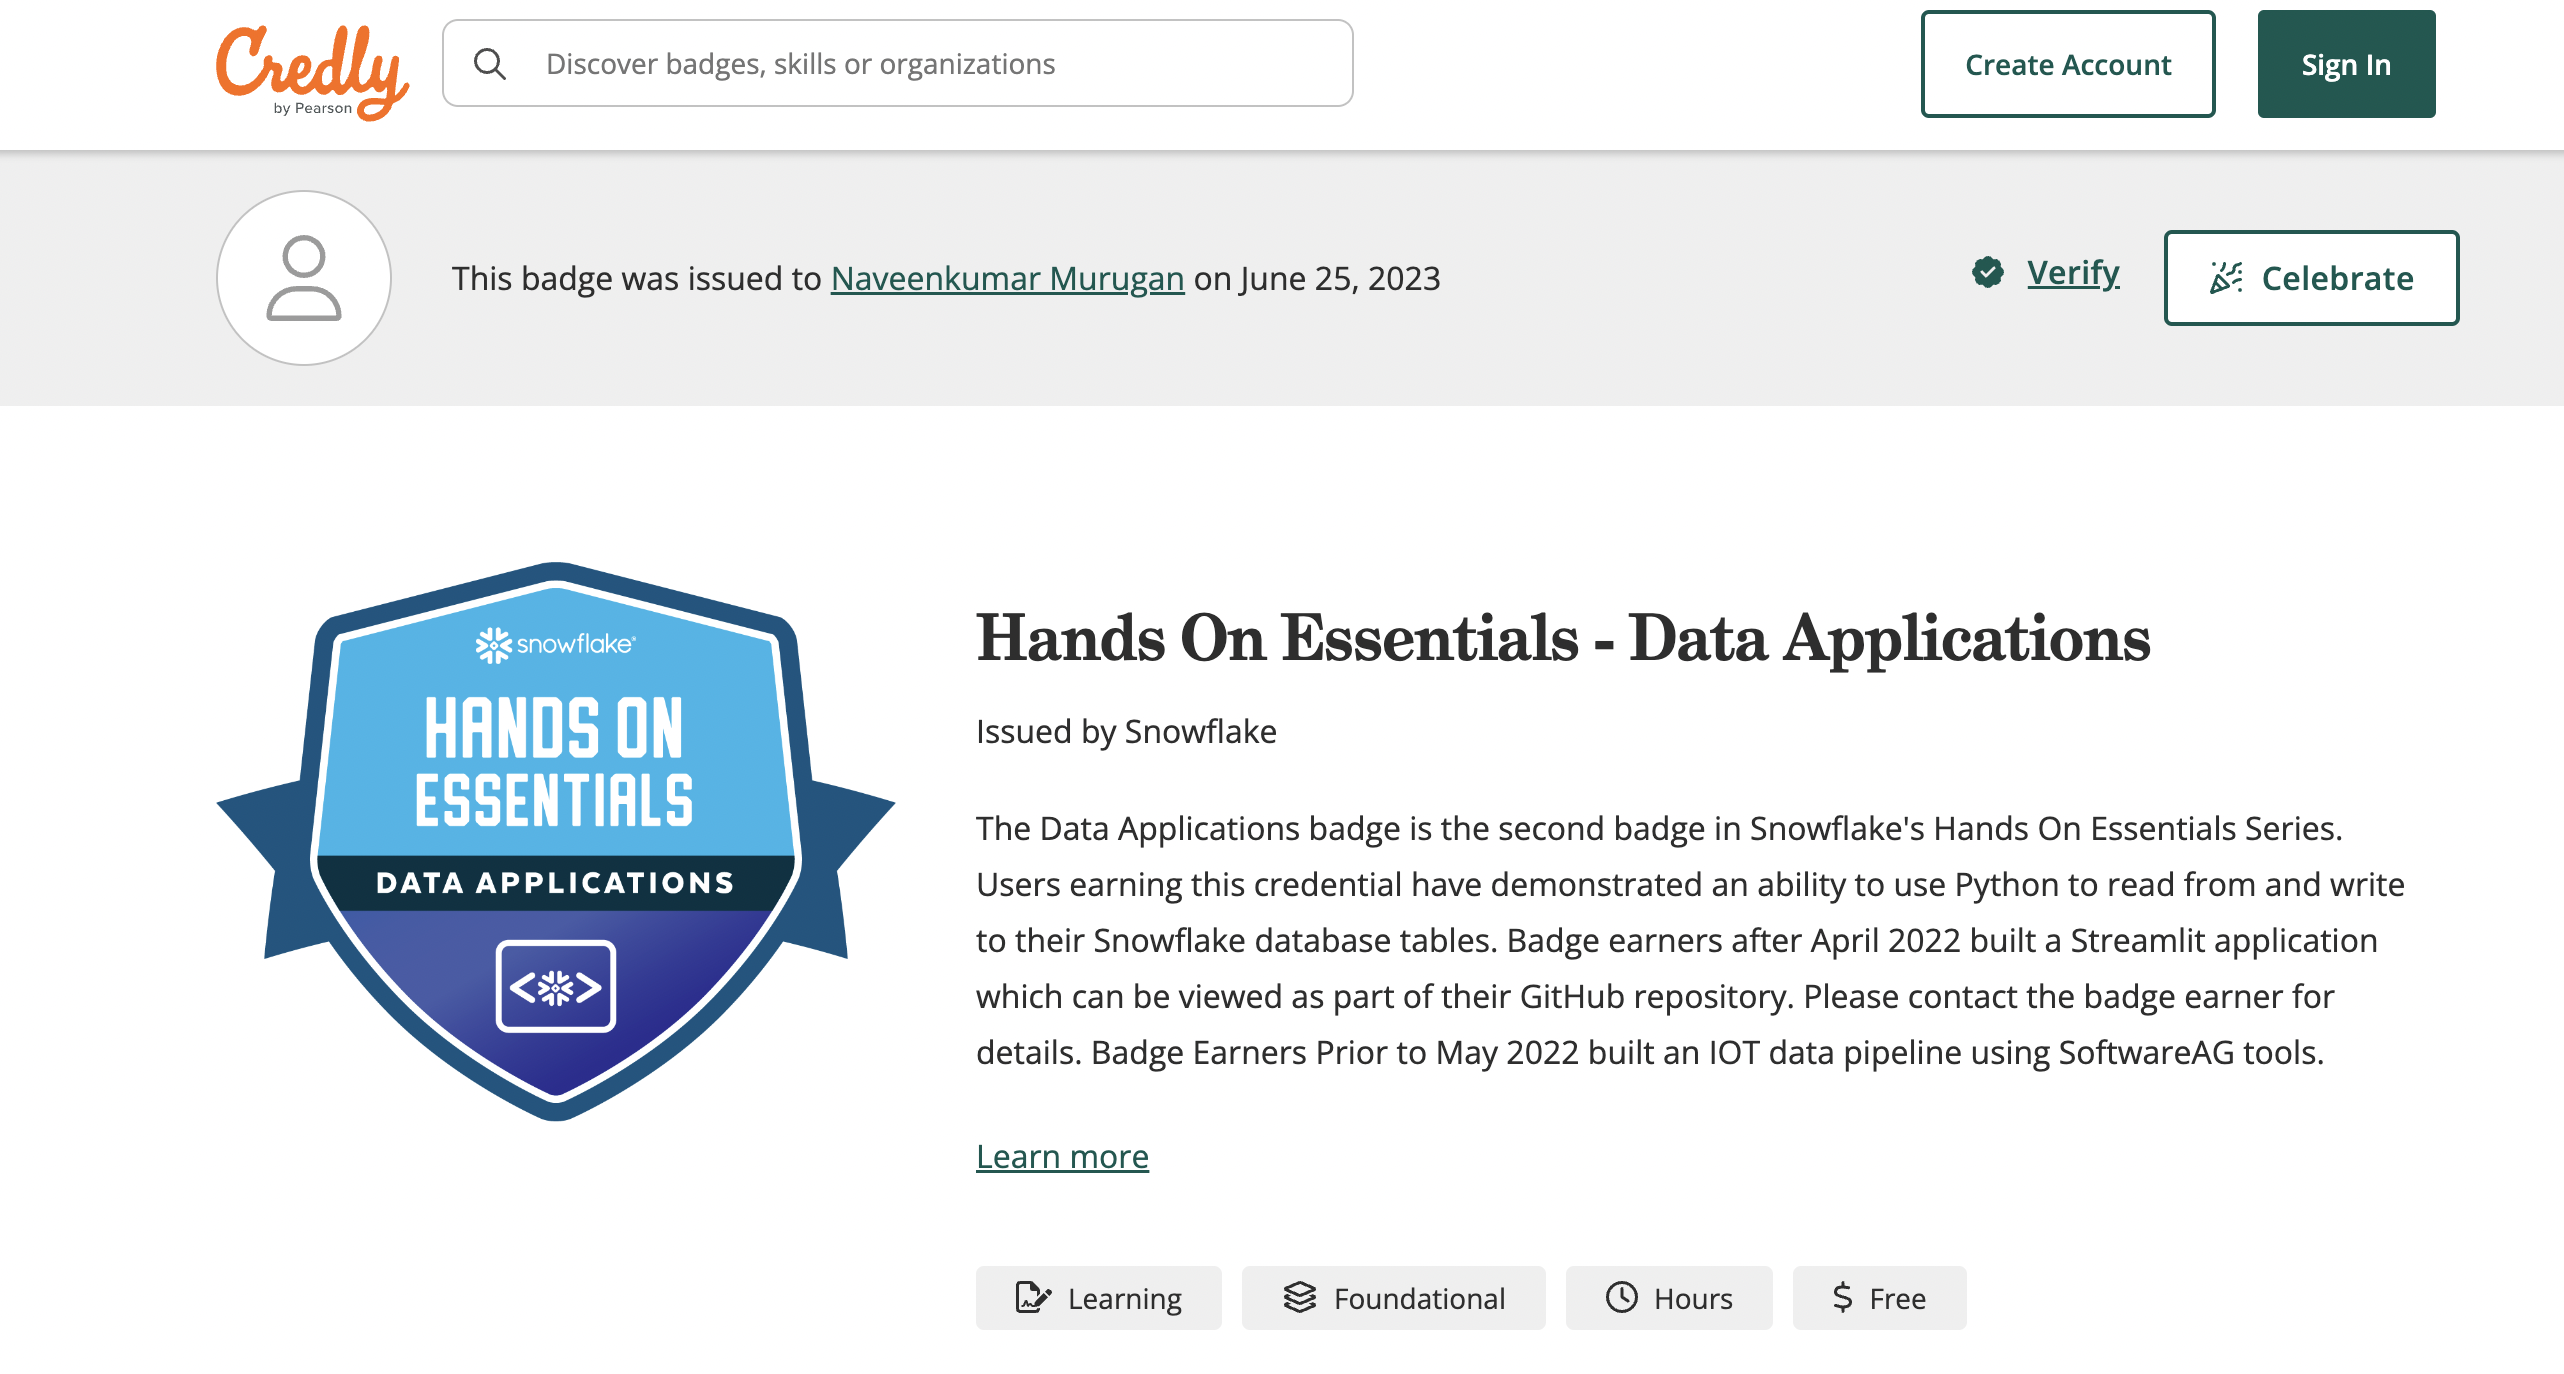 Credly
by Pearson
Discover badges, skills or organizations
Create Account
Sign In
This badge was issued to Naveenkumar Murugan on June 25, 2023
Verify
Celebrate
snowflake®
HANDS ON
ESSENTIALS
DATA APPLICATIONS
Hands On Essentials - Data Applications
Issued by Snowflake
The Data Applications badge is the second badge in Snowflake's Hands On Essentials Series.
Users earning this credential have demonstrated an ability to use Python to read from and write
to their Snowflake database tables. Badge earners after April 2022 built a Streamlit application
which can be viewed as part of their GitHub repository. Please contact the badge earner for
details. Badge Earners Prior to May 2022 built an IOT data pipeline using SoftwareAG tools.
Learn more
Learning
Foundational
Hours
$ Free